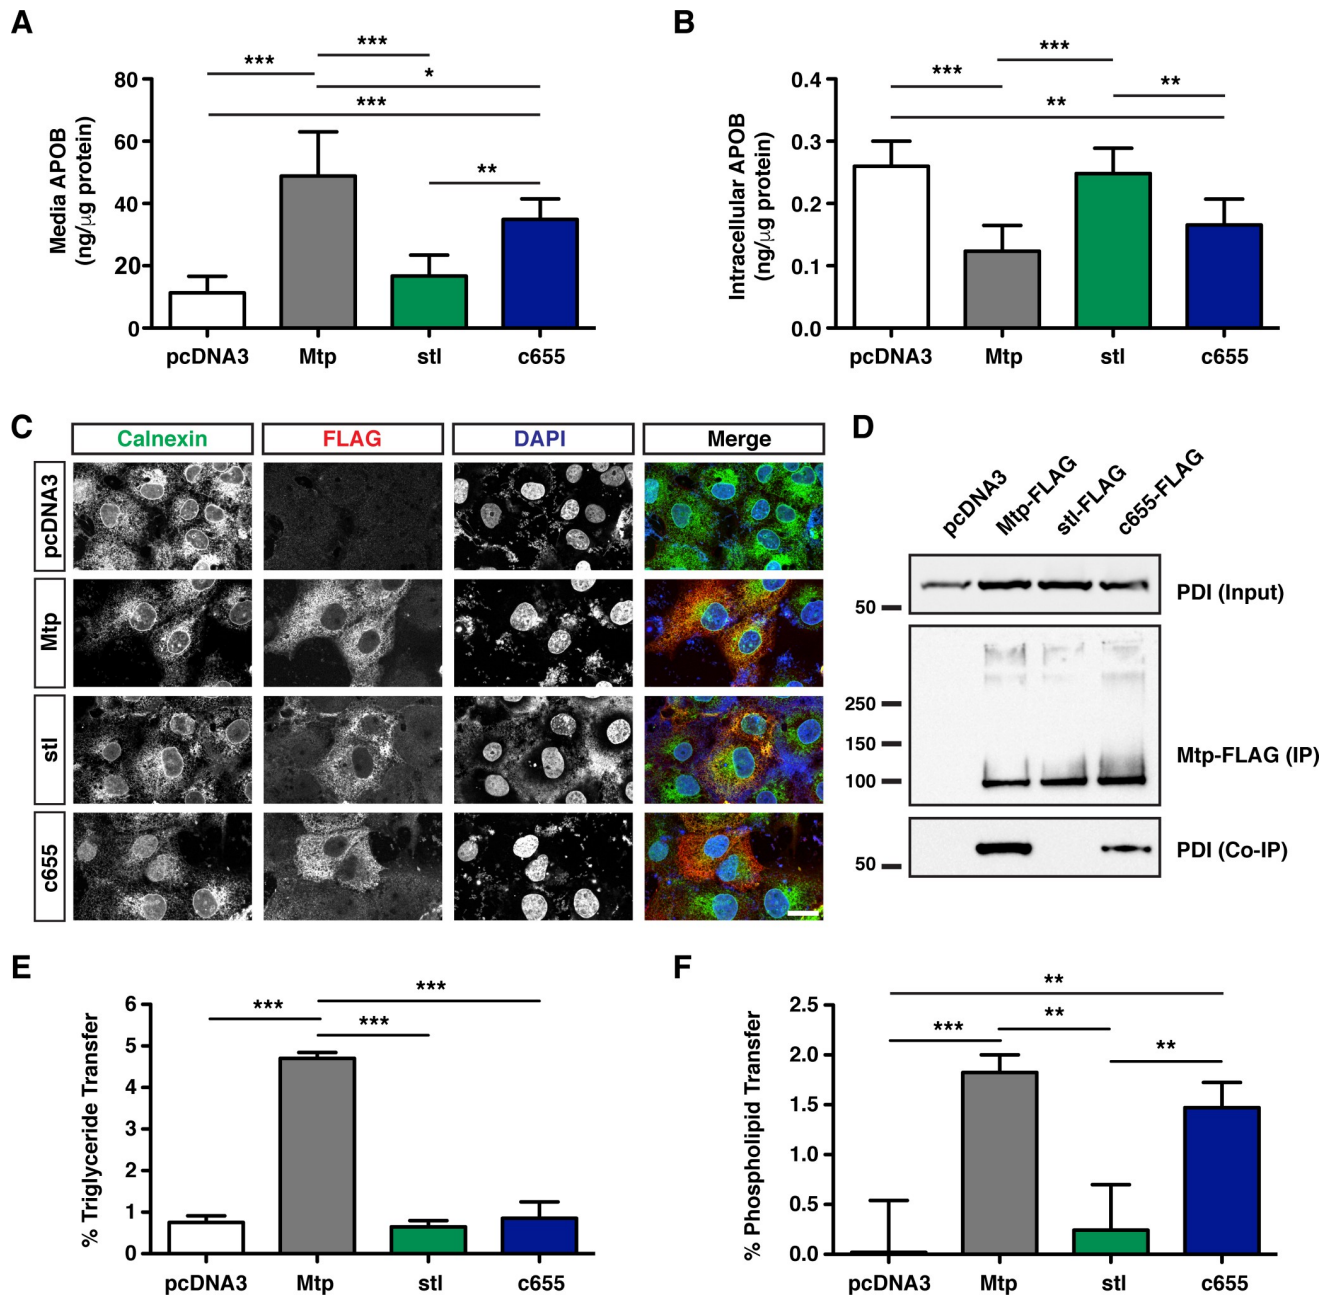 A
***
***
*
***
**
80
60
40
20
0
Media APOB
(ng/μg protein)
pcDNA3 Mtp stl c655
B
***
***
**
**
0.4
0.3
0.2
0.1
0.0
Intracellular APOB
(ng/μg protein)
pcDNA3 Mtp stl c655
C
Calnexin FLAG DAPI Merge
pcDNA3
Mtp
stl
c655
D
pcDNA3 Mtp-FLAG stl-FLAG c655-FLAG
50 PDI (Input)
250
150
100
Mtp-FLAG (IP)
50 PDI (Co-IP)
E
***
***
***
6
5
4
3
2
1
0
% Triglyceride Transfer
pcDNA3 Mtp stl c655
F
**
***
**
**
2.5
2.0
1.5
1.0
0.5
0.0
% Phospholipid Transfer
pcDNA3 Mtp stl c655